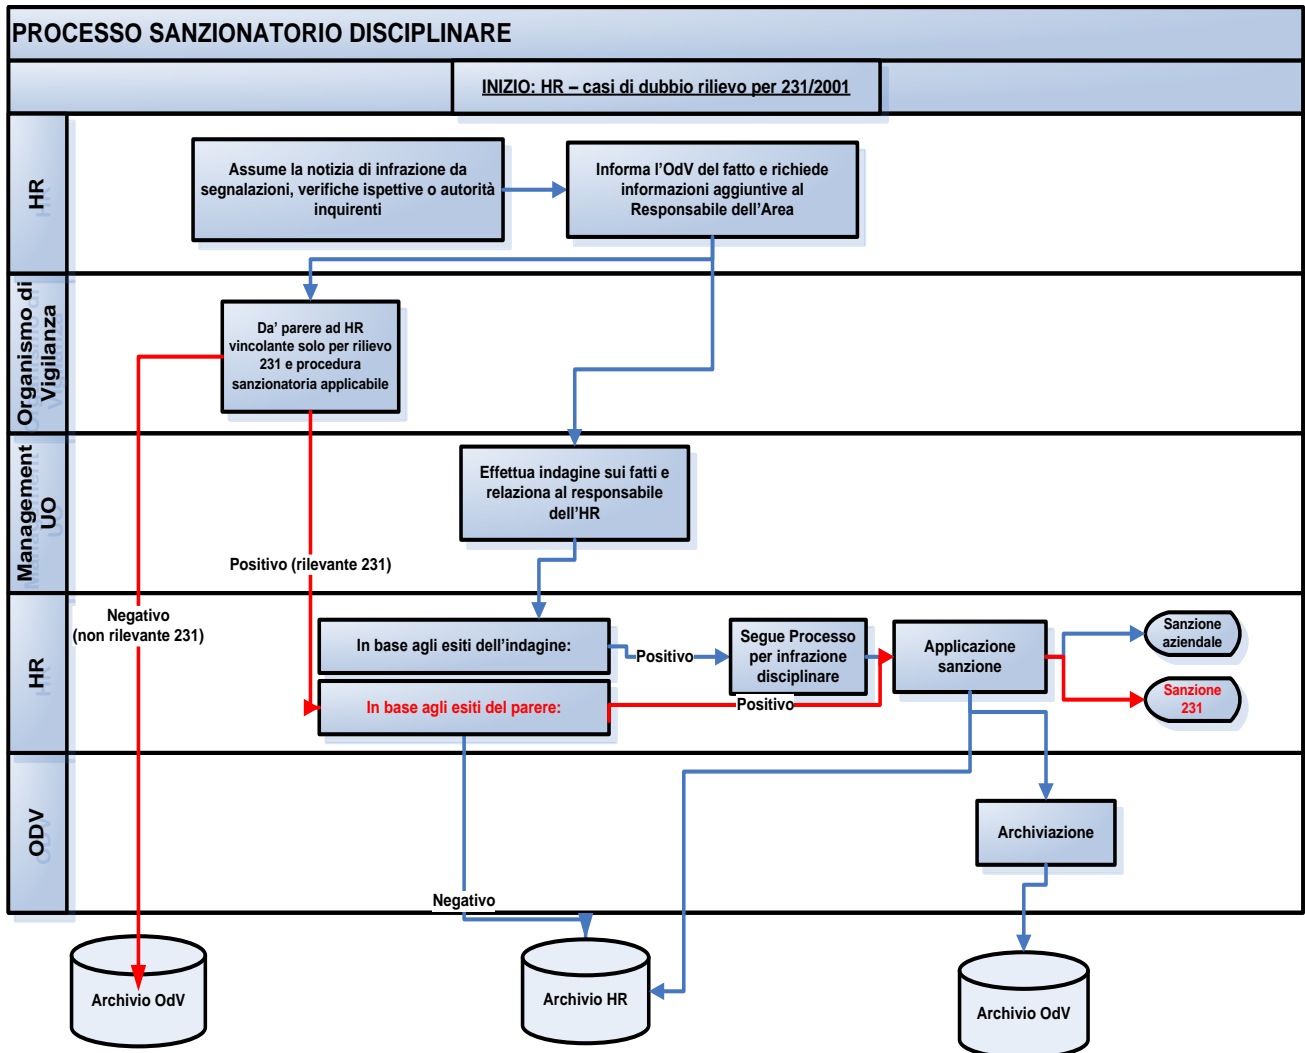 PROCESSO SANZIONATORIO DISCIPLINARE
INIZIO: HR – casi di dubbio rilievo per 231/2001
HR
Assume la notizia di infrazione da
segnalazioni, verifiche ispettive o autorità
inquirenti
Informa l’OdV del fatto e richiede
informazioni aggiuntive al
Responsabile dell’Area
Organismo di
Vigilanza
Da’ parere ad HR
vincolante solo per rilievo
231 e procedura
sanzionatoria applicabile
Management
UO
Effettua indagine sui fatti e
relaziona al responsabile
dell’HR
Positivo (rilevante 231)
Negativo
(non rilevante 231)
HR
In base agli esiti dell’indagine:
Positivo
Segue Processo
per infrazione
disciplinare
Applicazione
sanzione
Sanzione
aziendale
In base agli esiti del parere:
Positivo
Sanzione
231
ODV
Archiviazione
Negativo
Archivio OdV
Archivio HR
Archivio OdV